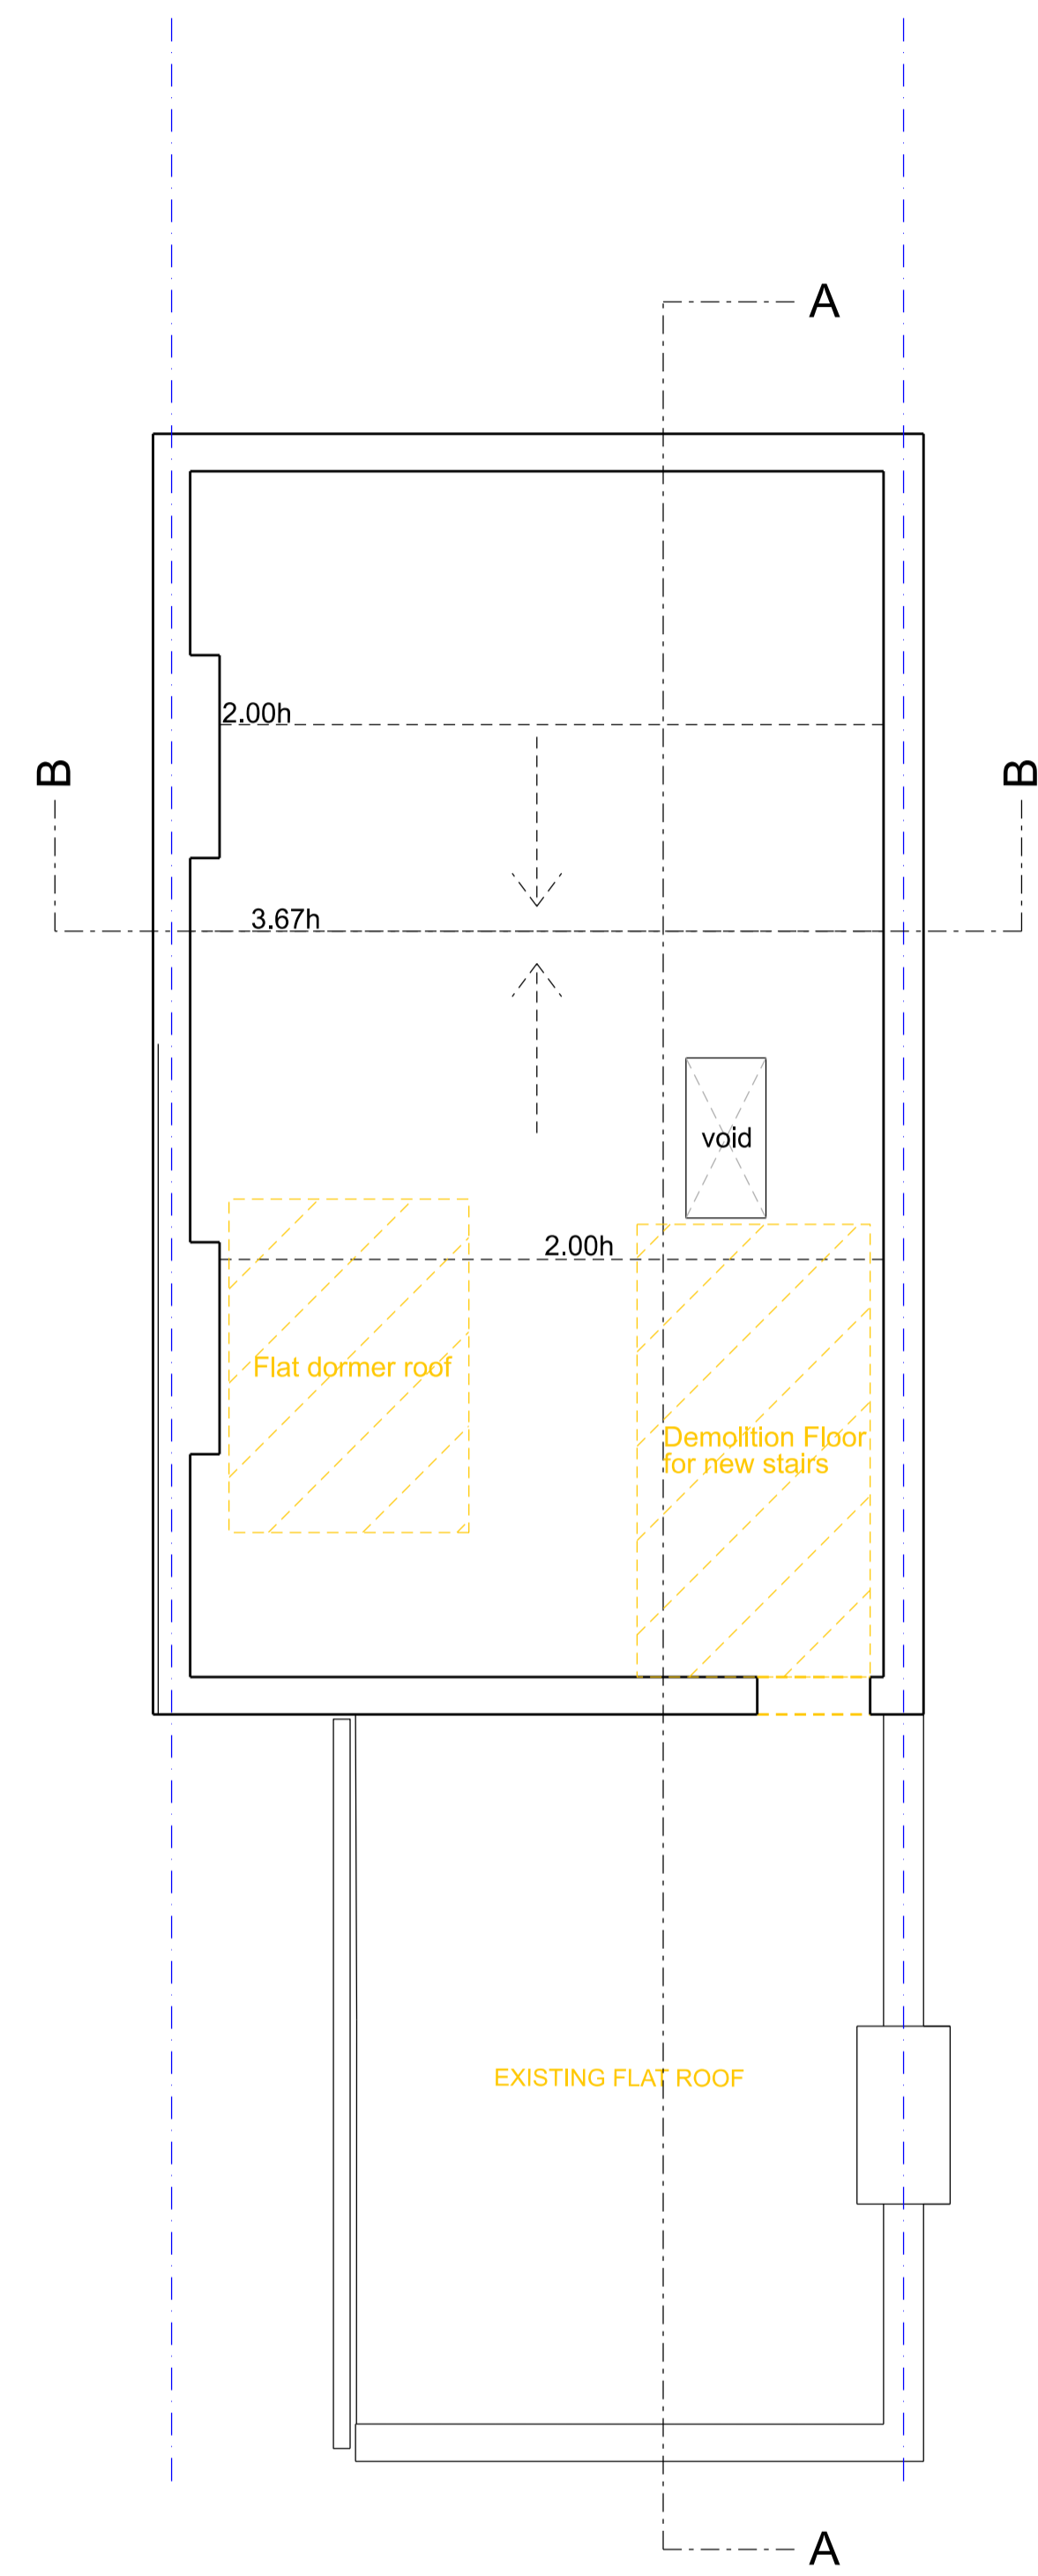 A
2.00h
B
B
3.67h
void
2.00h
Flat dormer roof
Demolition Floor
for new stairs
EXISTING FLAT ROOF
A